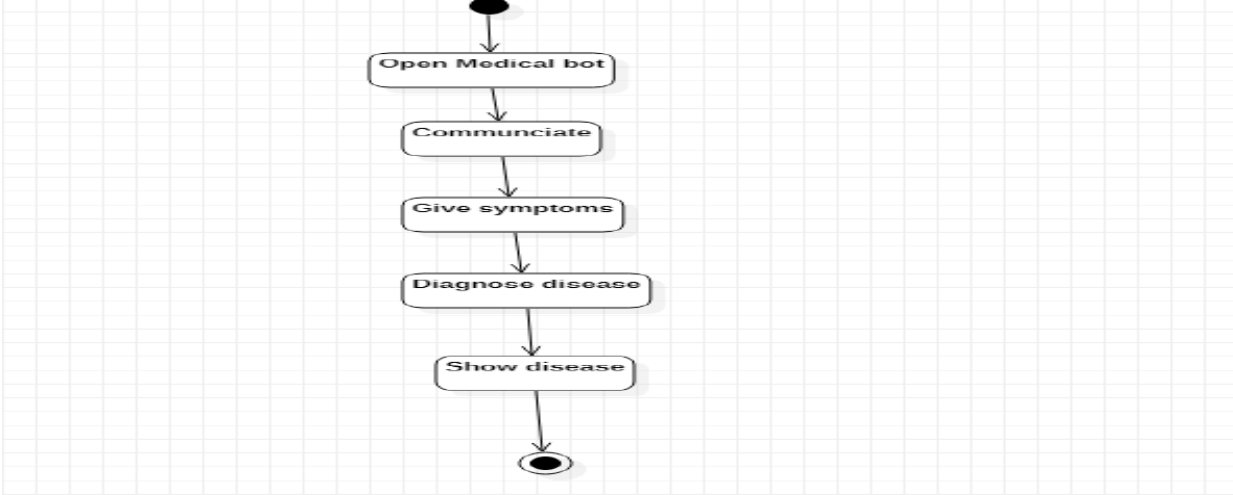 Open Medical bot
Communciate
Give symptoms
Diagnose disease
Show disease